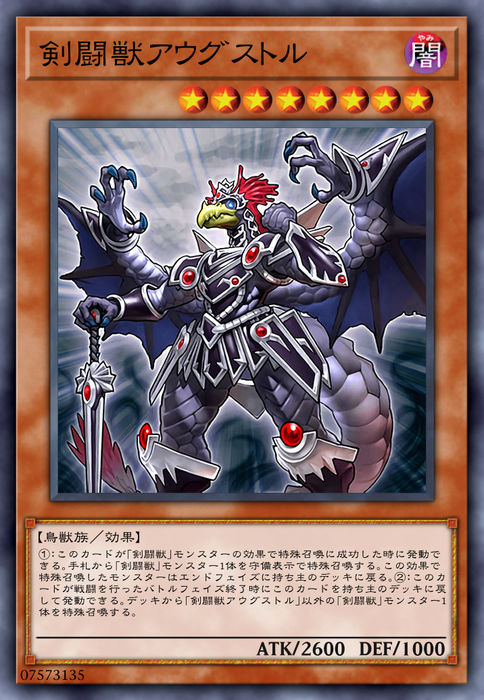 剣闘獣アウグストル
やみ
闇
【鳥獣族／効果】
①:このカードが「剣闘獣」モンスターの効果で特殊召喚に成功した時に発動で
きる。手札から「剣闘獣」モンスター1体を守備表示で特殊召喚する。この効果で
特殊召喚したモンスターはエンドフェイズに持ち主のデッキに戻る。②:このカー
ドが戦闘を行ったバトルフェイズ終了時にこのカードを持ち主のデッキに戻
して発動できる。デッキから「剣闘獣アウグストル」以外の「剣闘獣」モンスター1
体を特殊召喚する。
ATK/2600 DEF/1000
07573135